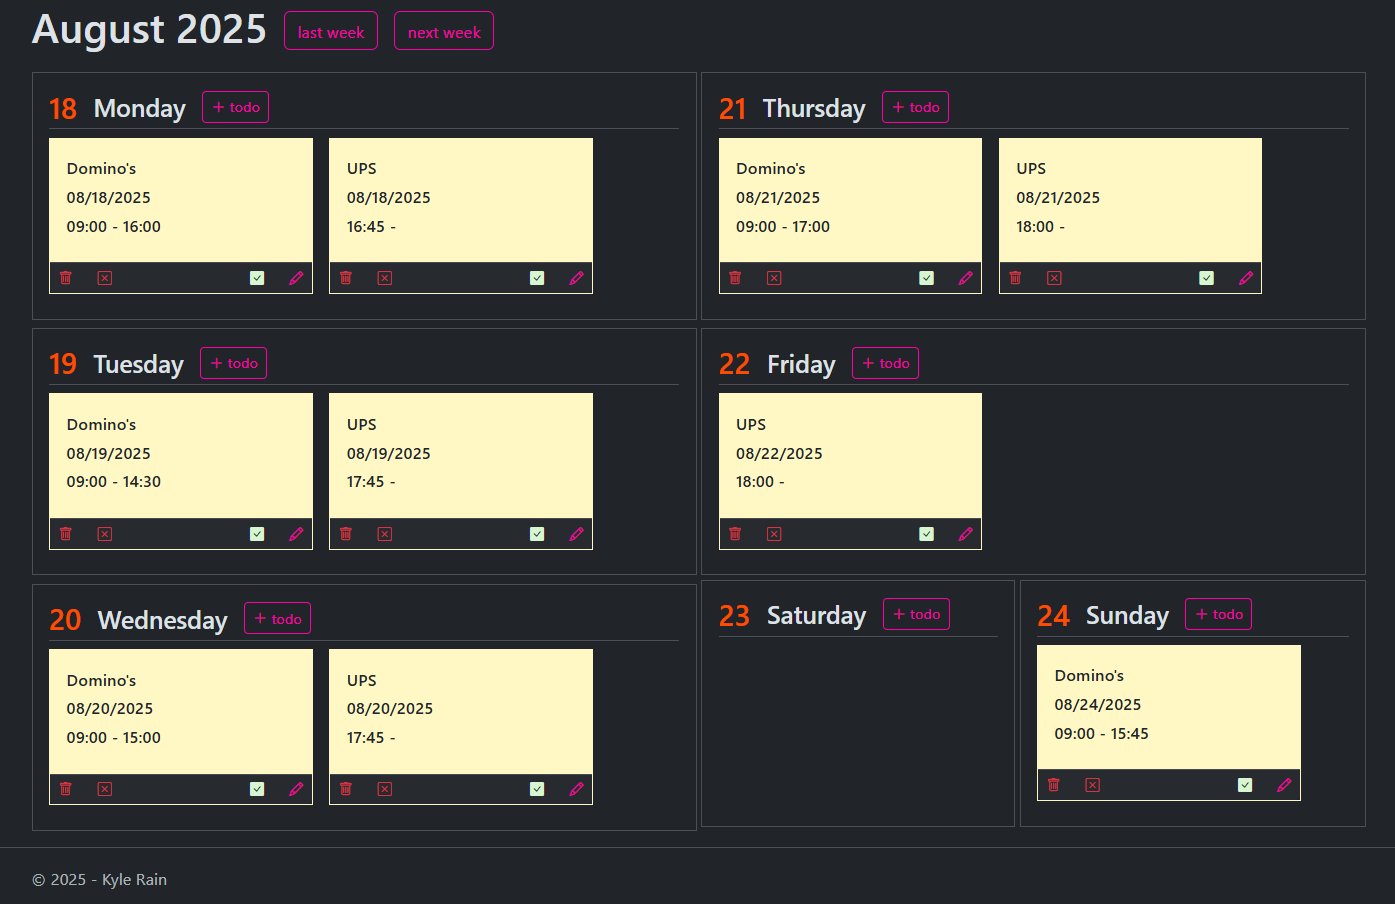 August 2025 last week next week
18 Monday + todo
Domino's
08/18/2025
09:00 - 16:00
UPS
08/18/2025
16:45 -
19 Tuesday + todo
Domino's
08/19/2025
09:00 - 14:30
UPS
08/19/2025
17:45 -
20 Wednesday + todo
Domino's
08/20/2025
09:00 - 15:00
UPS
08/20/2025
17:45 -
21 Thursday + todo
Domino's
08/21/2025
09:00 - 17:00
UPS
08/21/2025
18:00 -
22 Friday + todo
UPS
08/22/2025
18:00 -
23 Saturday + todo
24 Sunday + todo
Domino's
08/24/2025
09:00 - 15:45
© 2025 - Kyle Rain